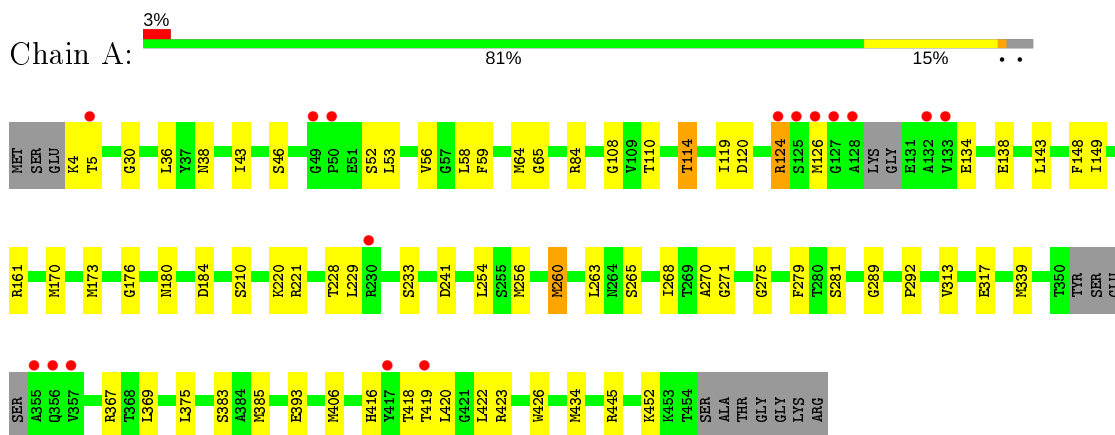 3%
Chain A:
81%
15%
MET SER GLU K4 T5 G30 L36 Y37 N38 I43 S46 G49 P50 E51 S52 L53 V56 G57 L58 F59 M64 G65 R84 G108 V109 T110 T114 I119 D120 R124 S125 M126 G127 A128 LYS GLY E131 A132 V133 E134 E138 L143 F148 I149
R161 M170 M173 G176 N180 D184 S210 K220 R221 T228 L229 R230 S233 D241 L254 S255 M256 M260 L263 N264 S265 I268 T269 A270 G271 G275 F279 T280 S281 G289 P292 V313 E317 M339 T350 TYR SER GLU
SER A355 Q356 V357 R367 T368 L369 L375 S383 A384 M385 E393 M406 H416 Y417 T418 T419 L420 G421 L422 R423 W426 M434 R445 K452 K453 T454 SER ALA THR GLY GLY LYS ARG